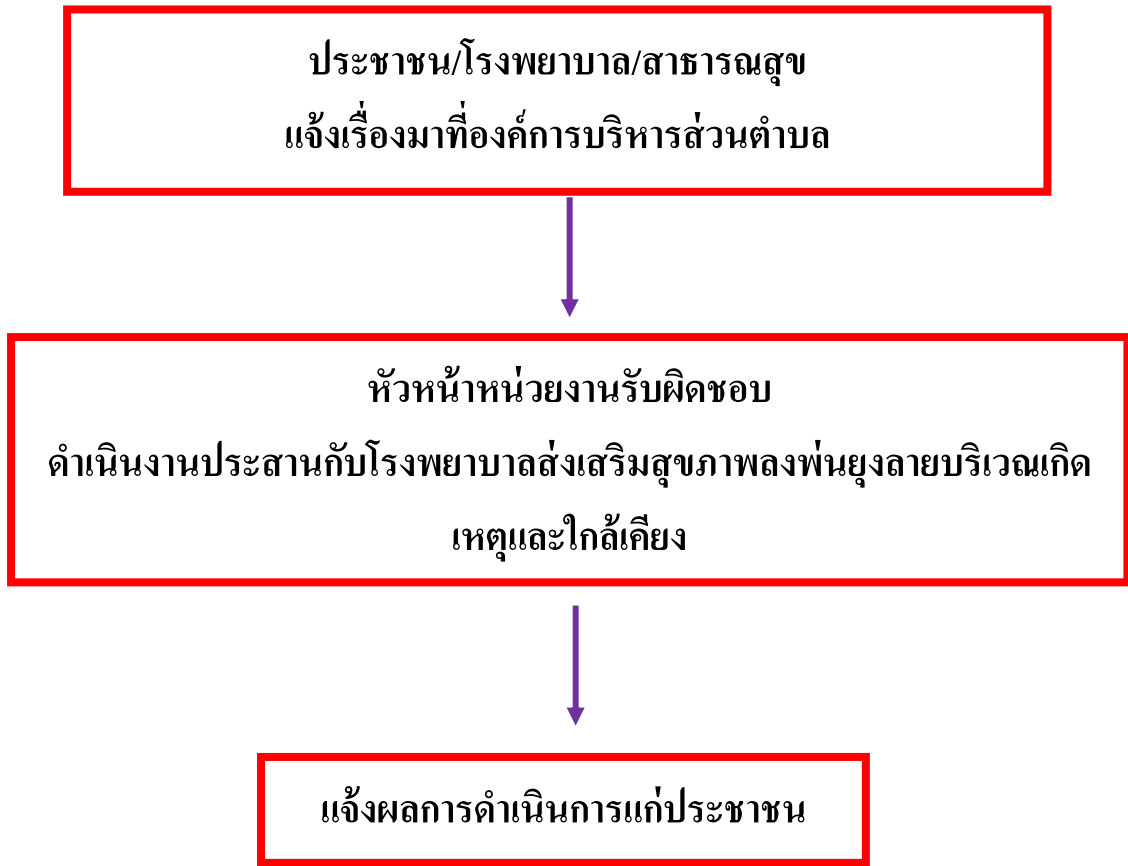 ประชาชน/โรงพยาบาล/สาธารณสุข
แจ้งเรื่องมาที่องค์การบริหารส่วนตำบล
หัวหน้าหน่วยงานรับผิดชอบ
ดำเนินงานประสานกับโรงพยาบาลส่งเสริมสุขภาพลงพ่นยุงลายบริเวณเกิด
เหตุและใกล้เคียง
แจ้งผลการดำเนินการแก่ประชาชน